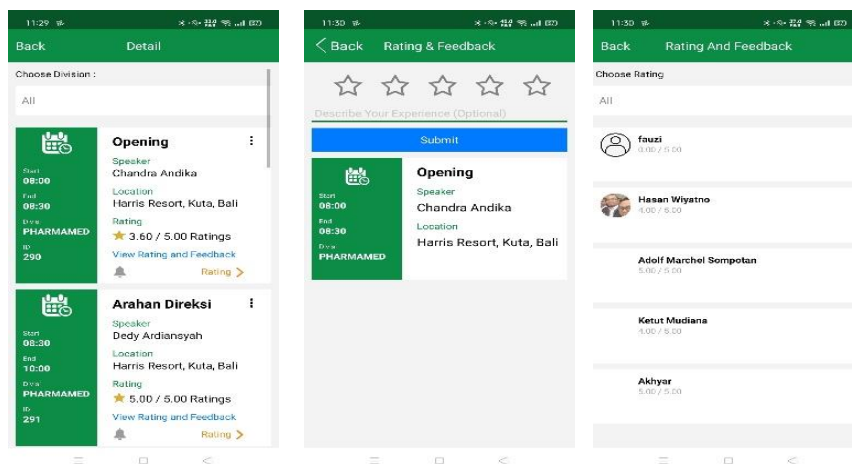 11:29
Back
Detail
Choose Division :
All
Start
08:00
End
08:30
PHARMAMED
ID
290
Opening
Speaker
Chandra Andika
Location
Harris Resort, Kuta, Bali
Rating
3.60 / 5.00 Ratings
View Rating and Feedback
Rating
Start
08:30
End
10:00
PHARMAMED
ID
291
Arahan Direksi
Speaker
Dedy Ardiansyah
Location
Harris Resort, Kuta, Bali
Rating
5.00 / 5.00 Ratings
View Rating and Feedback
Rating
11:30
Back
Rating & Feedback
Describe Your Experience (Optional)
Submit
Start
08:00
End
08:30
PHARMAMED
Opening
Speaker
Chandra Andika
Location
Harris Resort, Kuta, Bali
11:30
Back
Rating And Feedback
Choose Rating
All
fauzi
0.00 / 5.00
Hasan Wiyatno
4.00 / 5.00
Adolf Marchel Sompotan
5.00 / 5.00
Ketut Mudiana
4.00 / 5.00
Akhyar
5.00 / 5.00